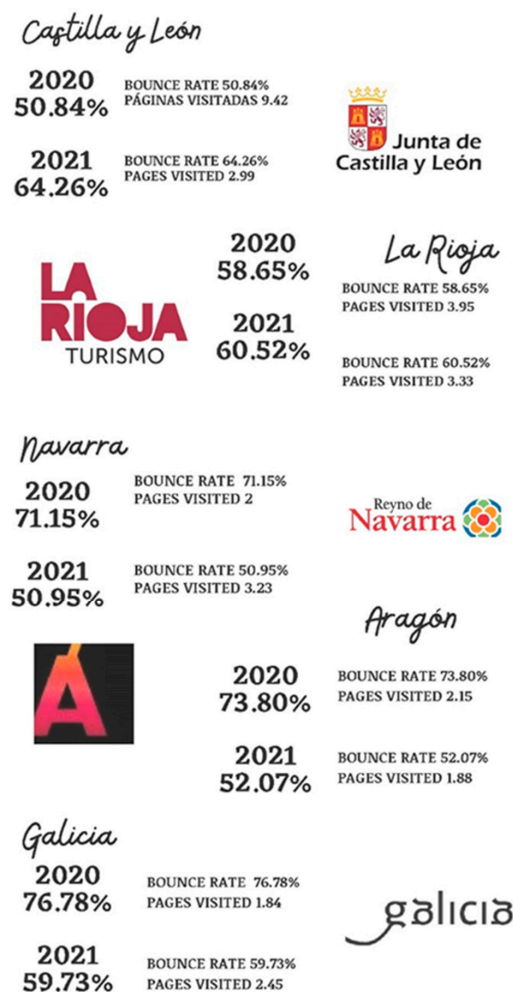 Castilla y León
2020
50.84%
BOUNCE RATE 50.84%
PÁGINAS VISITADAS 9.42
2021
64.26%
BOUNCE RATE 64.26%
PAGES VISITED 2.99
Junta de
Castilla y León
LA
RIOJA
TURISMO
2020
58.65%
2021
60.52%
La Rioja
BOUNCE RATE 58.65%
PAGES VISITED 3.95
BOUNCE RATE 60.52%
PAGES VISITED 3.33
Navarra
2020
71.15%
BOUNCE RATE 71.15%
PAGES VISITED 2
2021
50.95%
BOUNCE RATE 50.95%
PAGES VISITED 3.23
Reyno de
Navarra
Aragón
Á
2020
73.80%
BOUNCE RATE 73.80%
PAGES VISITED 2.15
2021
52.07%
BOUNCE RATE 52.07%
PAGES VISITED 1.88
Galicia
2020
76.78%
BOUNCE RATE 76.78%
PAGES VISITED 1.84
2021
59.73%
BOUNCE RATE 59.73%
PAGES VISITED 2.45
galicia